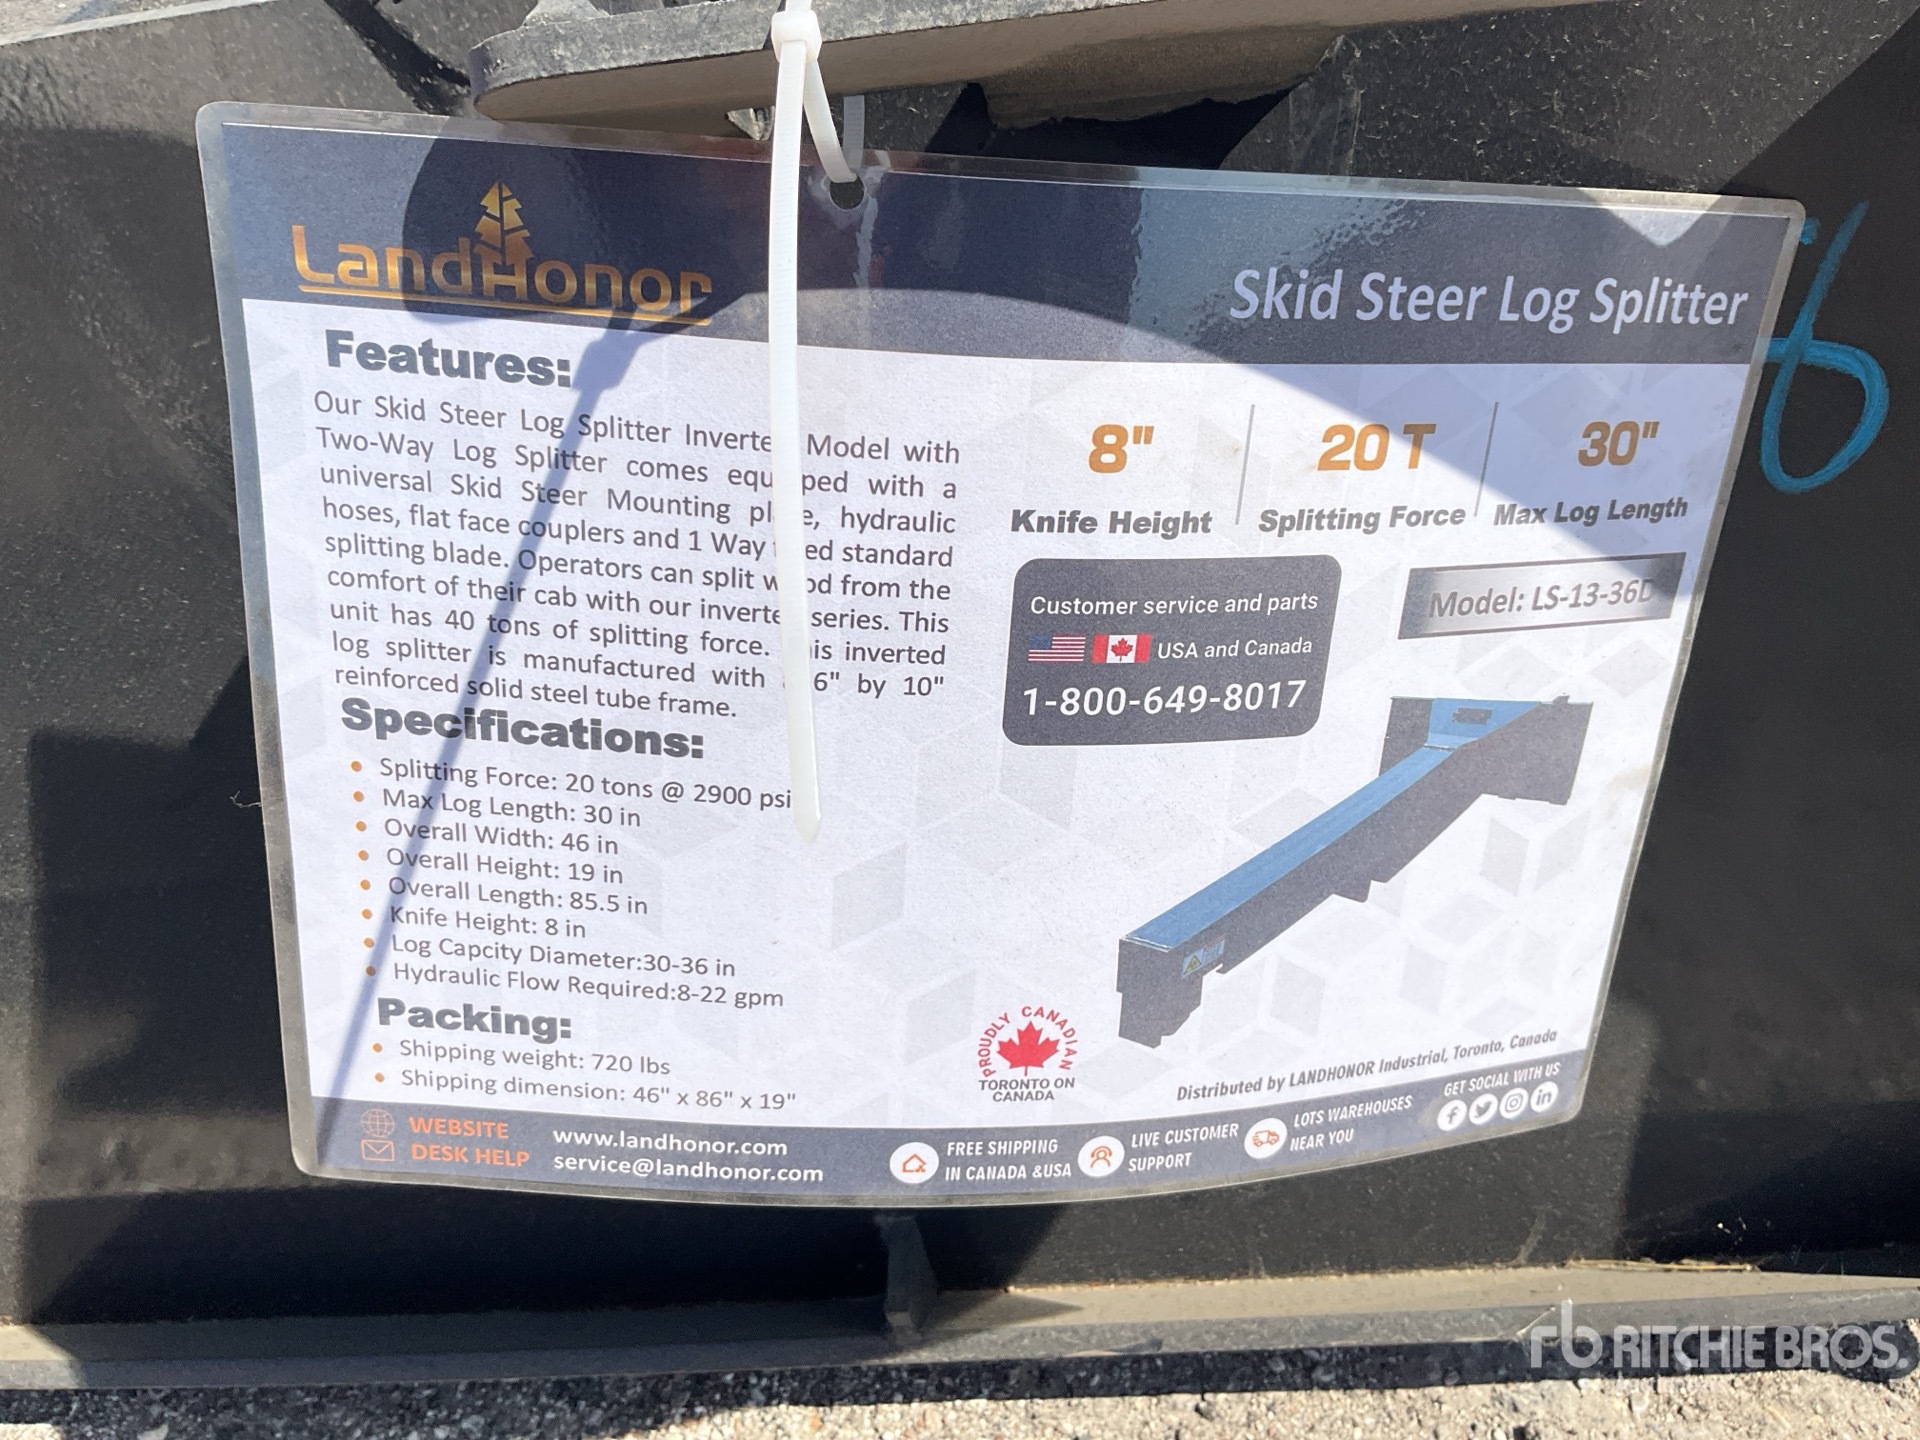 LandHonor
Skid Steer Log Splitter
Features:
Our Skid Steer Log Splitter Inverte Model with
Two-Way Log Splitter comes equ ped with a
universal Skid Steer Mounting pl e, hydraulic
hoses, flat face couplers and 1 Way ed standard
splitting blade. Operators can split w od from the
comfort of their cab with our inverte series. This
unit has 40 tons of splitting force. is inverted
log splitter is manufactured with 6" by 10"
reinforced solid steel tube frame.
Specifications:
• Splitting Force: 20 tons @ 2900 psi
• Max Log Length: 30 in
• Overall Width: 46 in
• Overall Height: 19 in
• Overall Length: 85.5 in
• Knife Height: 8 in
• Log Capcity Diameter:30-36 in
• Hydraulic Flow Required:8-22 gpm
Packing:
• Shipping weight: 720 lbs
• Shipping dimension: 46" x 86" x 19"
8" 20 T 30"
Knife Height Splitting Force Max Log Length
Customer service and parts
USA and Canada
1-800-649-8017
Model: LS-13-36D
PROUDLY CANADIAN
TORONTO ON
CANADA
Distributed by LANDHONOR Industrial, Toronto, Canada
WEBSITE www.landhonor.com
DESK HELP service@landhonor.com
FREE SHIPPING
IN CANADA &USA
LIVE CUSTOMER
SUPPORT
LOTS WAREHOUSES
NEAR YOU
GET SOCIAL WITH US
6
rb RITCHIE BROS.